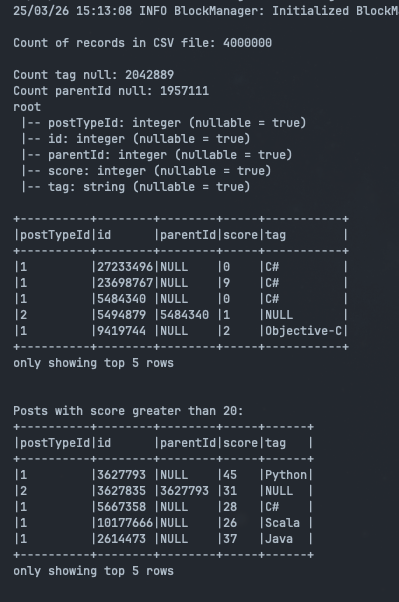 25/03/26 15:13:08 INFO BlockManager: Initialized BlockM
Count of records in CSV file: 4000000
Count tag null: 2042889
Count parentId null: 1957111
root
 |-- postTypeId: integer (nullable = true)
 |-- id: integer (nullable = true)
 |-- parentId: integer (nullable = true)
 |-- score: integer (nullable = true)
 |-- tag: string (nullable = true)
+----------+--------+--------+-----+-----------+
|postTypeId|id      |parentId|score|tag        |
+----------+--------+--------+-----+-----------+
|1         |27233496|NULL    |0    |C#         |
|1         |23698767|NULL    |9    |C#         |
|1         |5484340 |NULL    |0    |C#         |
|2         |5494879 |5484340 |1    |NULL       |
|1         |9419744 |NULL    |2    |Objective-C|
+----------+--------+--------+-----+-----------+
only showing top 5 rows
Posts with score greater than 20:
+----------+--------+--------+-----+------+
|postTypeId|id      |parentId|score|tag   |
+----------+--------+--------+-----+------+
|1         |3627793 |NULL    |45   |Python|
|2         |3627835 |3627793 |31   |NULL  |
|1         |5667358 |NULL    |28   |C#    |
|1         |10177666|NULL    |26   |Scala |
|1         |2614473 |NULL    |37   |Java  |
+----------+--------+--------+-----+------+
only showing top 5 rows